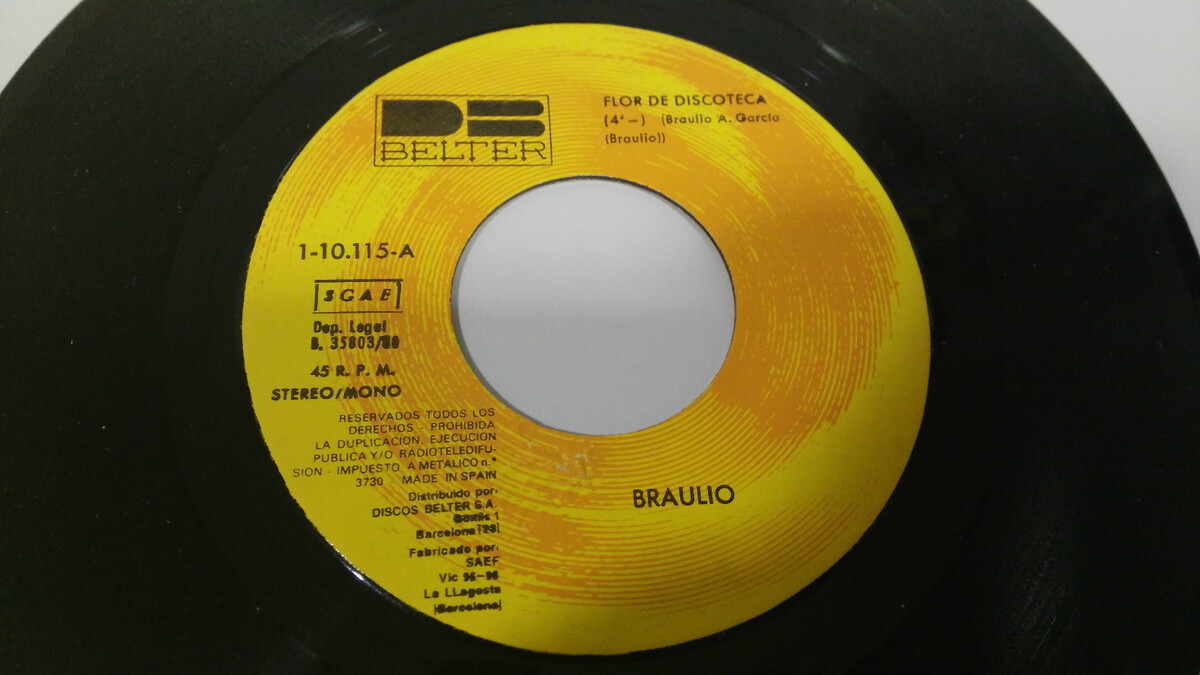 DB
BELTER
FLOR DE DISCOTECA
(4' -) (Braulio A. García
(Braulio))
1-10.115-A
SGAE
Dep. Legal
B. 35803/80
45 R. P. M.
STEREO/MONO
RESERVADOS TODOS LOS
DERECHOS - PROHIBIDA
LA DUPLICACION, EJECUCION
PUBLICA Y/O RADIOTELEDIFU-
SION - IMPUESTO A METALICO n.º
3730 - MADE IN SPAIN
Distribuido por:
DISCOS BELTER S.A.
1
Barcelona
Fabricado por:
SAEF
Vic
La LLagosta
(Barcelona)
BRAULIO